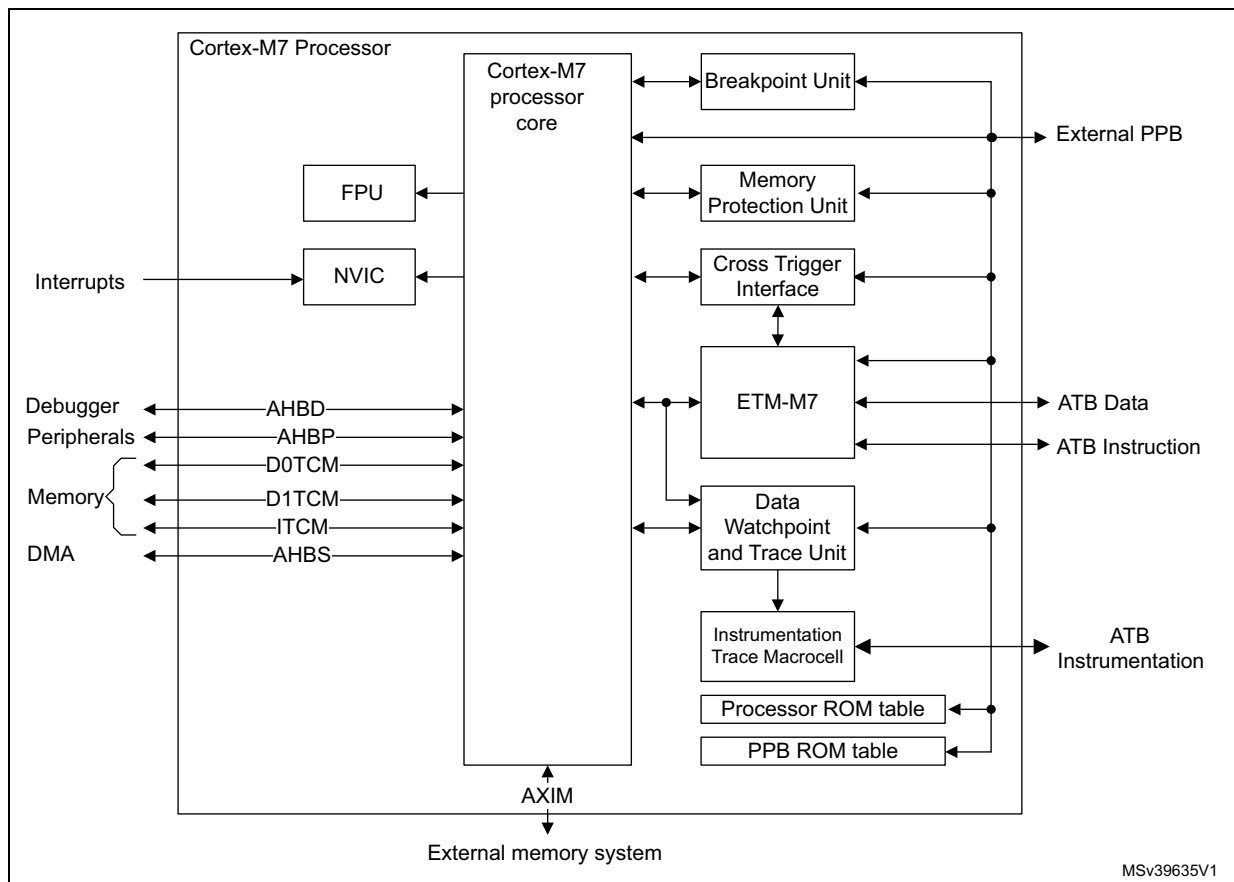 Cortex-M7 Processor
Cortex-M7
processor
core
Breakpoint Unit
External PPB
FPU
Memory
Protection Unit
Interrupts
NVIC
Cross Trigger
Interface
Debugger
AHBD
Peripherals
AHBP
Memory
D0TCM
D1TCM
ITCM
DMA
AHBS
ETM-M7
ATB Data
ATB Instruction
Data
Watchpoint
and Trace Unit
Instrumentation
Trace Macrocell
ATB
Instrumentation
Processor ROM table
PPB ROM table
AXIM
External memory system
MSv39635V1